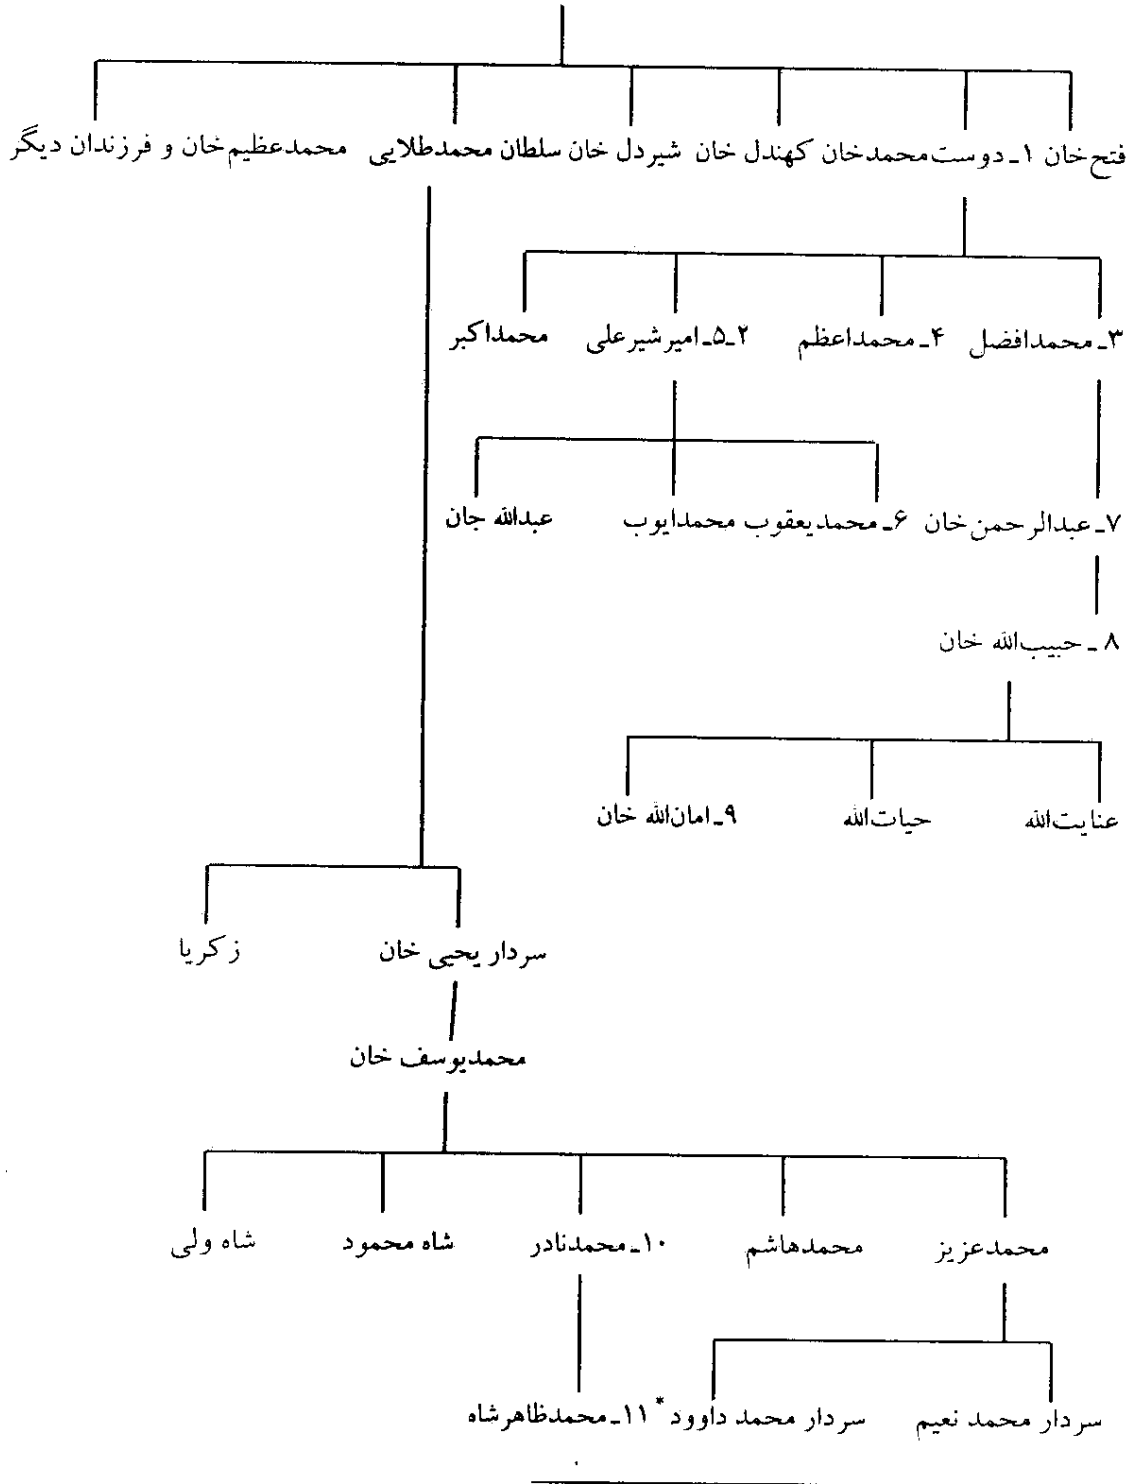 فتح‌خان ۱ـ دوست‌محمدخان کهندل خان شیردل خان سلطان محمدطلایی محمدعظیم‌خان و فرزندان دیگر
۳ـ محمدافضل ۴ـ محمداعظم ۲ـ۵ـ امیرشیرعلی محمداکبر
۷ـ عبدالرحمن‌خان ۶ـ محمدیعقوب محمدایوب عبدالله جان
۸ ـ حبیب‌الله خان
عنایت‌الله حیات‌الله ۹ـ امان‌الله خان
سردار یحیی خان زکریا
محمدیوسف خان
محمدعزیز محمدهاشم ۱۰ـ محمدنادر شاه محمود شاه ولی
سردار محمد نعیم سردار محمد داوود* ۱۱ـ محمدظاهرشاه